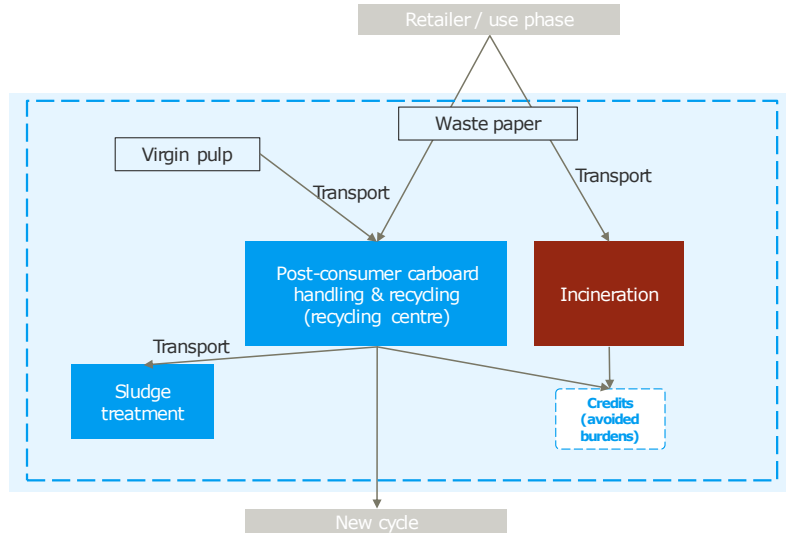 Retailer / use phase
Waste paper
Virgin pulp
Transport
Transport
Post-consumer carboard
handling & recycling
(recycling centre)
Incineration
Transport
Sludge
treatment
Credits
(avoided
burdens)
New cycle